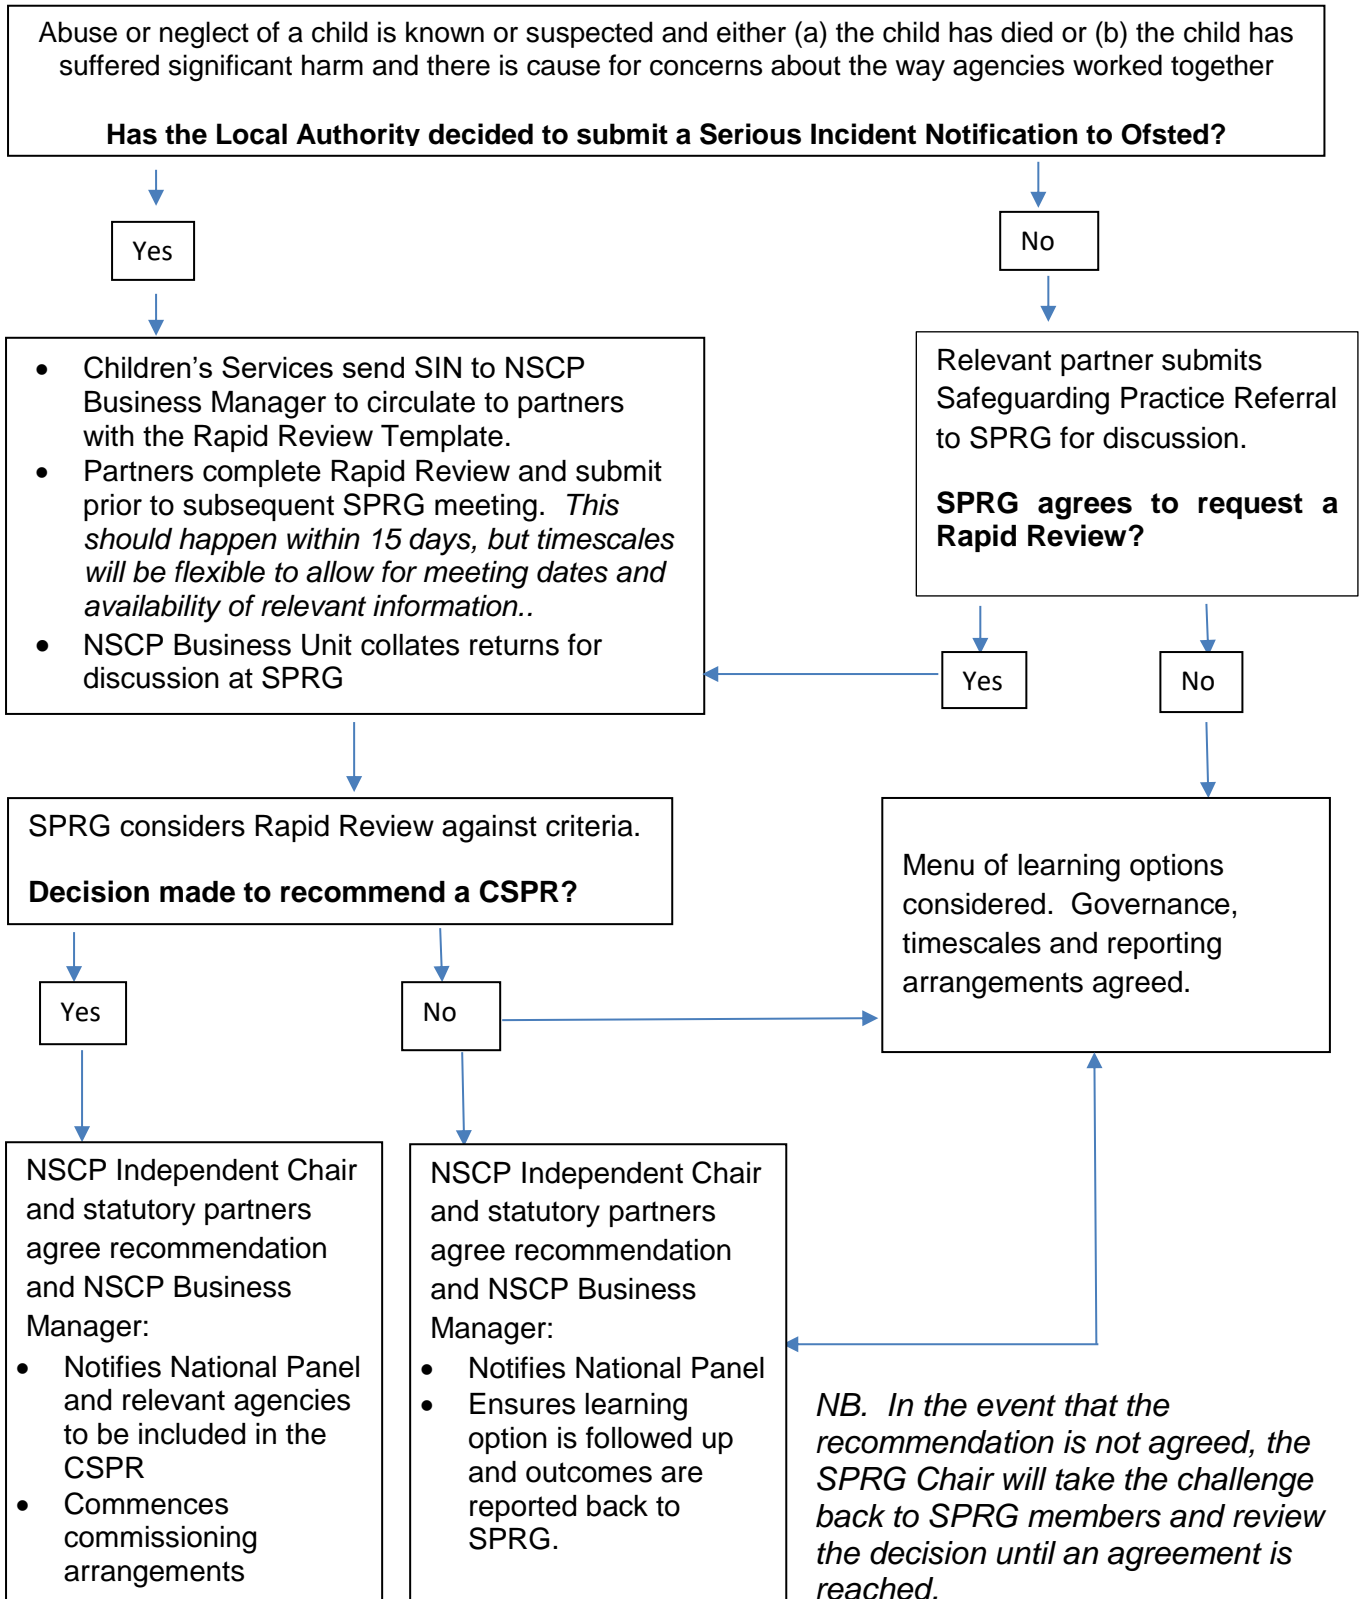 Abuse or neglect of a child is known or suspected and either (a) the child has died or (b) the child has
suffered significant harm and there is cause for concerns about the way agencies worked together
Has the Local Authority decided to submit a Serious Incident Notification to Ofsted?
Yes
No
• Children’s Services send SIN to NSCP
Business Manager to circulate to partners
with the Rapid Review Template.
• Partners complete Rapid Review and submit
prior to subsequent SPRG meeting. This
should happen within 15 days, but timescales
will be flexible to allow for meeting dates and
availability of relevant information..
• NSCP Business Unit collates returns for
discussion at SPRG
Relevant partner submits
Safeguarding Practice Referral
to SPRG for discussion.
SPRG agrees to request a
Rapid Review?
Yes
No
SPRG considers Rapid Review against criteria.
Decision made to recommend a CSPR?
Menu of learning options
considered. Governance,
timescales and reporting
arrangements agreed.
Yes
No
NSCP Independent Chair
and statutory partners
agree recommendation
and NSCP Business
Manager:
• Notifies National Panel
and relevant agencies
to be included in the
CSPR
• Commences
commissioning
arrangements
NSCP Independent Chair
and statutory partners
agree recommendation
and NSCP Business
Manager:
• Notifies National Panel
• Ensures learning
option is followed up
and outcomes are
reported back to
SPRG.
NB. In the event that the
recommendation is not agreed, the
SPRG Chair will take the challenge
back to SPRG members and review
the decision until an agreement is
reached.